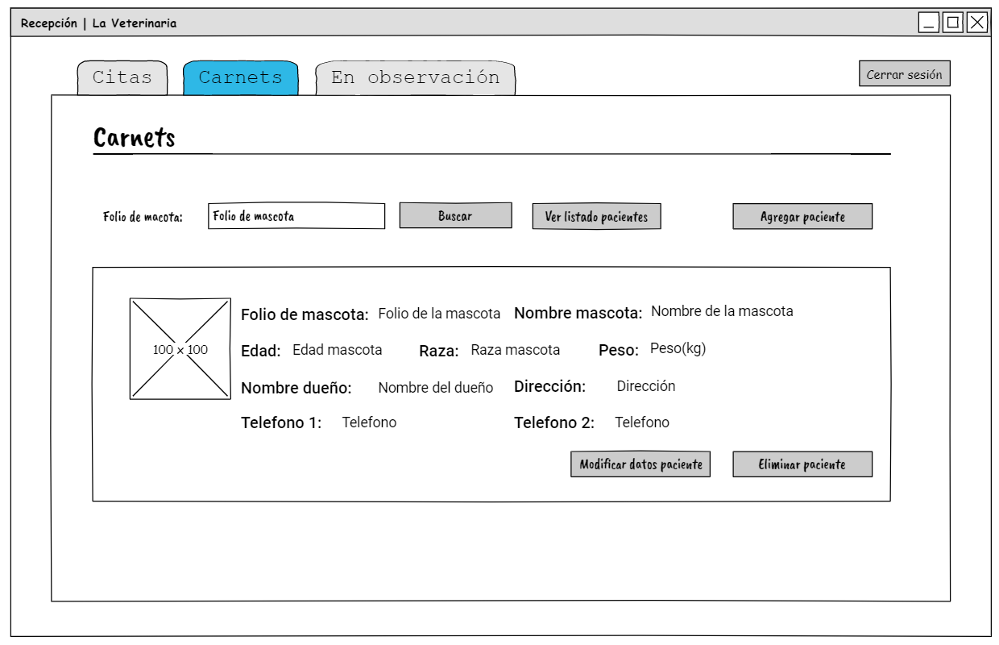 Recepción | La Veterinaria
Citas
Carnets
En observación
Cerrar sesión
Carnets
Folio de macota:
Folio de mascota
Buscar
Ver listado pacientes
Agregar paciente
100 x 100
Folio de mascota: Folio de la mascota
Nombre mascota: Nombre de la mascota
Edad: Edad mascota
Raza: Raza mascota
Peso: Peso(kg)
Nombre dueño: Nombre del dueño
Dirección: Dirección
Telefono 1: Telefono
Telefono 2: Telefono
Modificar datos paciente
Eliminar paciente